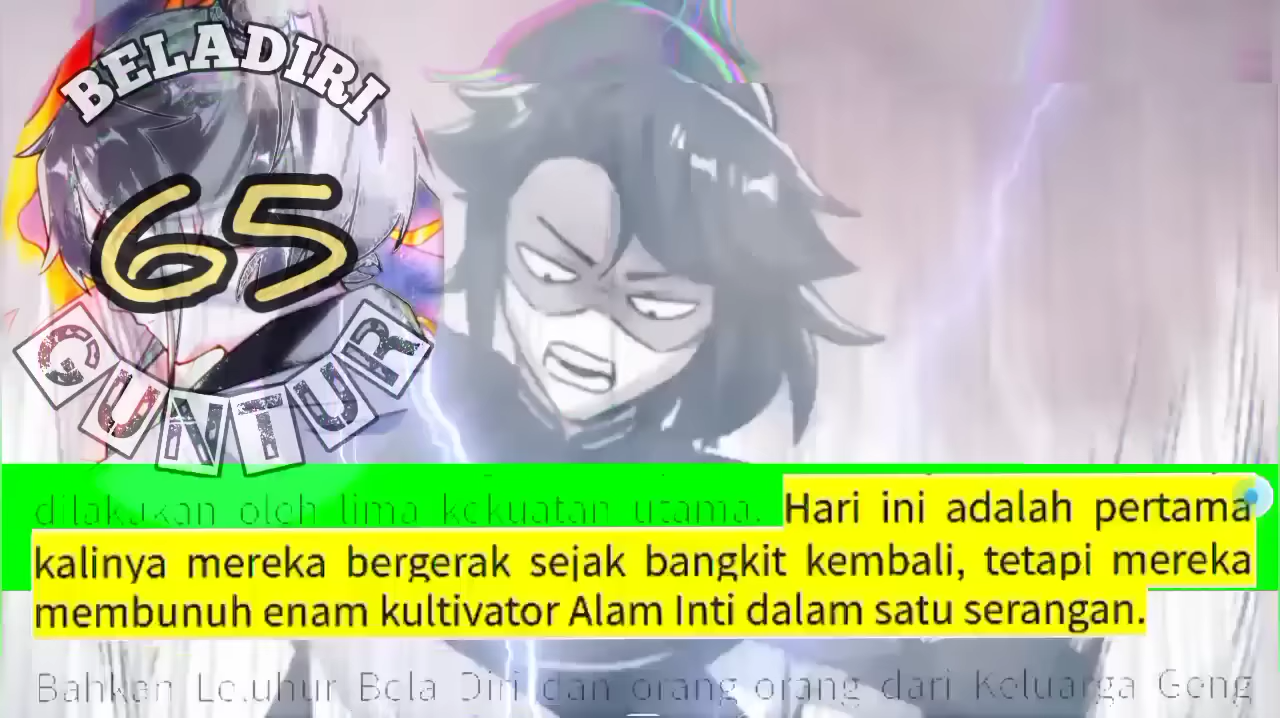 BELADIRI
65
GUNTUR
dilakukan oleh lima kekuatan utama. Hari ini adalah pertama
kalinya mereka bergerak sejak bangkit kembali, tetapi mereka
membunuh enam kultivator Alam Inti dalam satu serangan.
Bahkan Leluhur Bela Diri dan orang orang dari Keluarga Geng